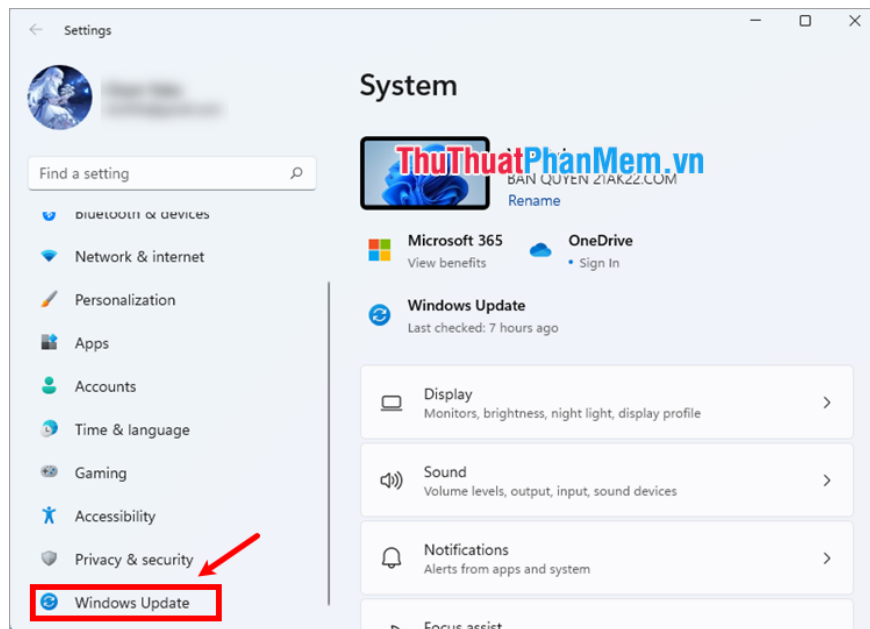 Settings
System
Find a setting
ThuThuatPhanMem.vn
BAN QUYEN 21AK22.COM
Rename
Bluetooth & devices
Network & internet
Personalization
Apps
Accounts
Time & language
Gaming
Accessibility
Privacy & security
Windows Update
Microsoft 365
View benefits
OneDrive
• Sign In
Windows Update
Last checked: 7 hours ago
Display
Monitors, brightness, night light, display profile
Sound
Volume levels, output, input, sound devices
Notifications
Alerts from apps and system
Focus assist